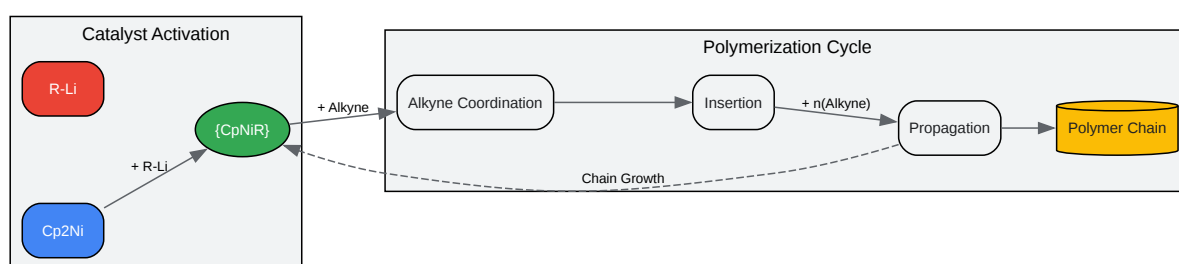 Catalyst Activation
R-Li
{CpNiR}
+ R-Li
Cp2Ni
+ Alkyne
Polymerization Cycle
Alkyne Coordination
Insertion
+ n(Alkyne)
Propagation
Polymer Chain
Chain Growth